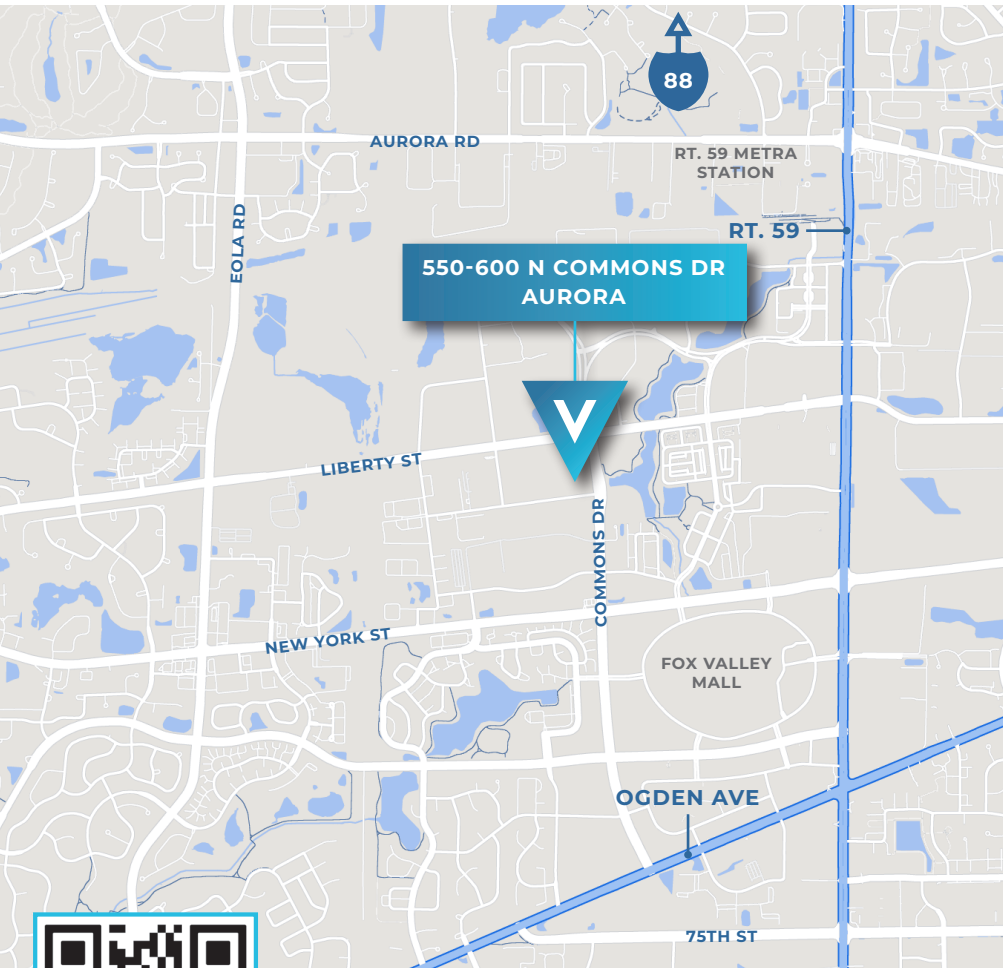 88
AURORA RD
RT. 59 METRA
STATION
EOLA RD
RT. 59
550-600 N COMMONS DR
AURORA
V
LIBERTY ST
COMMONS DR
NEW YORK ST
FOX VALLEY
MALL
OGDEN AVE
75TH ST